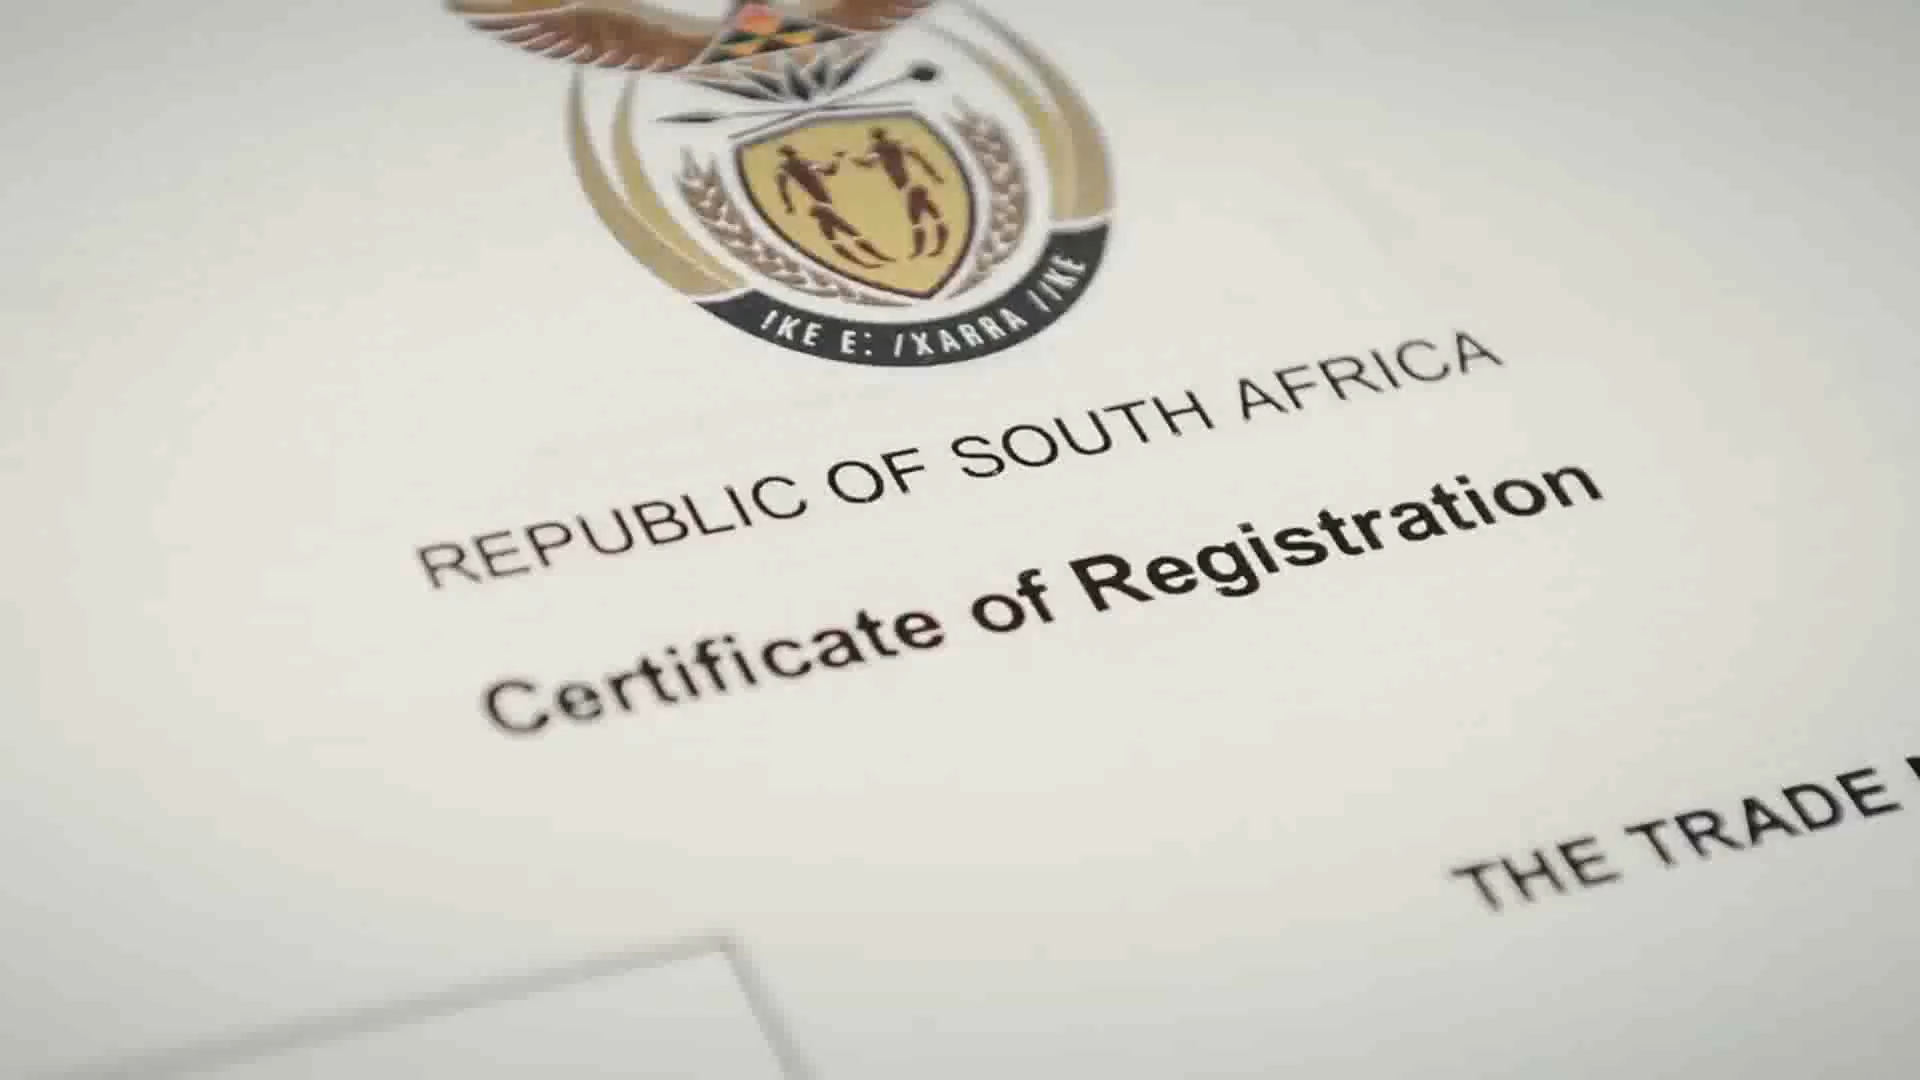 !KE E: /XARRA //KE
REPUBLIC OF SOUTH AFRICA
Certificate of Registration
THE TRADE